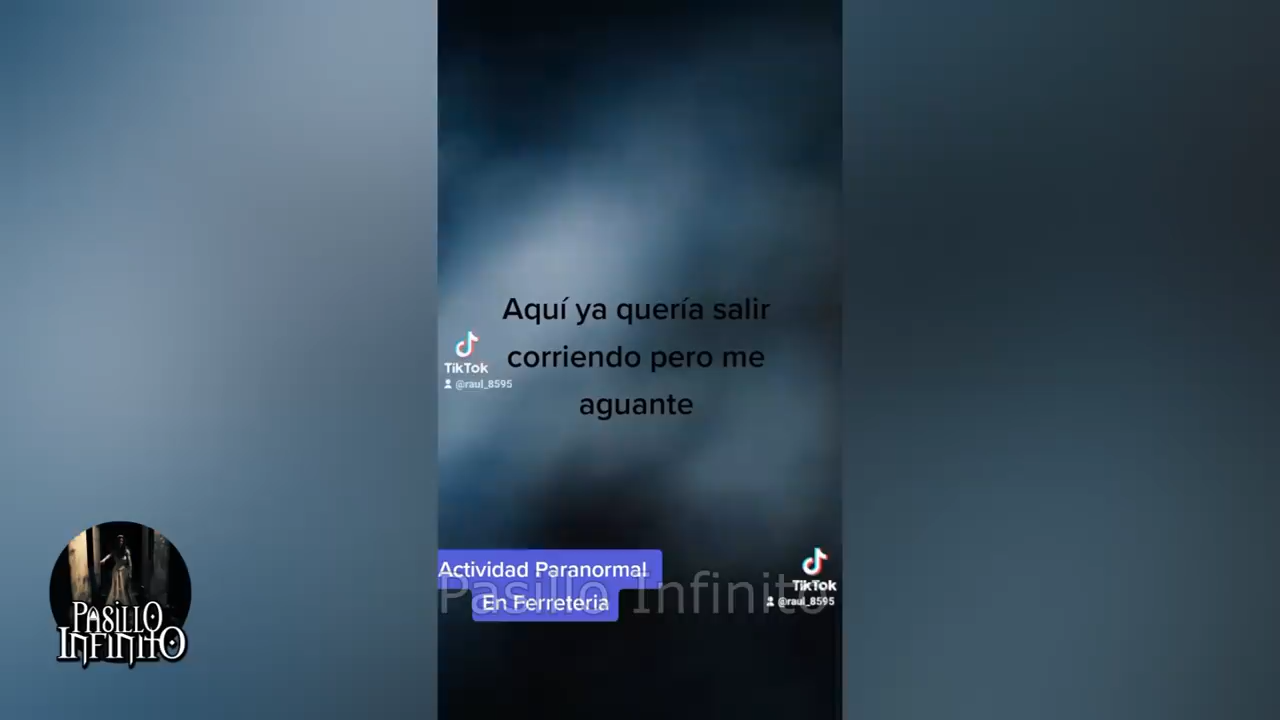 Aquí ya quería salir
corriendo pero me
aguante
TikTok
@raul_8595
Actividad Paranormal
En Ferreteria
Pasillo Infinito
TikTok
@raul_8595
PASILLO
INFINITO